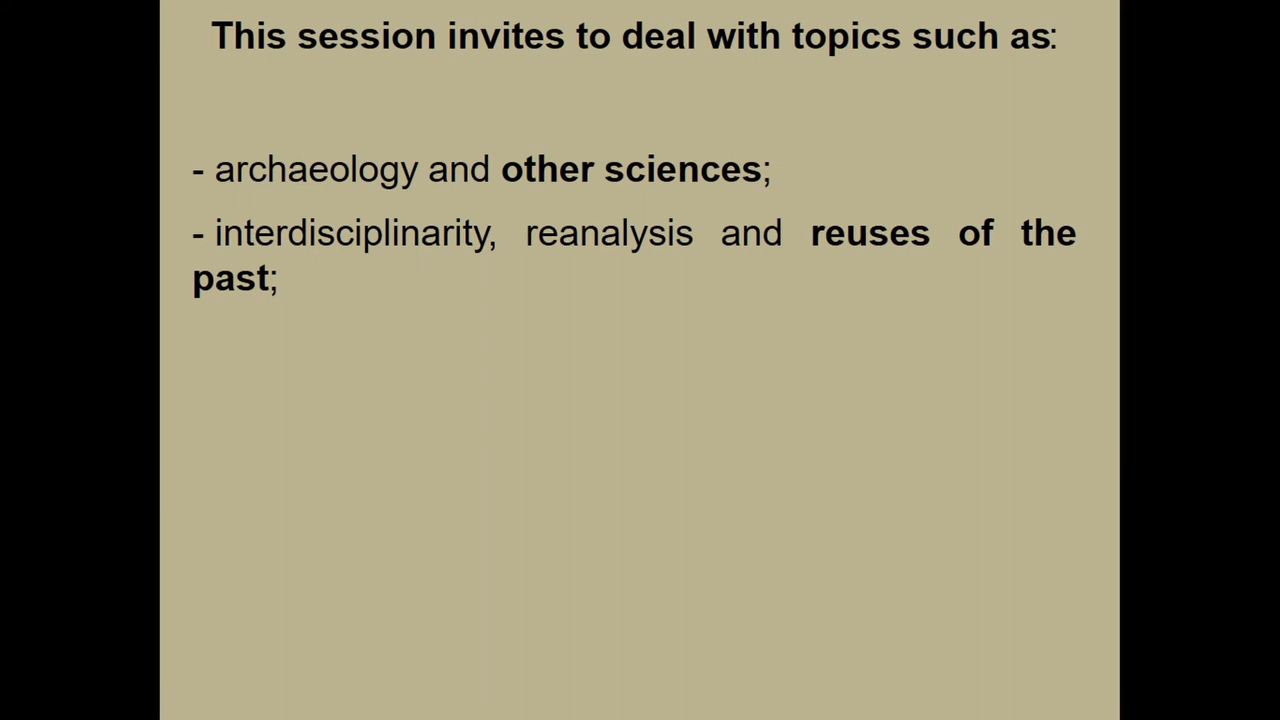 This session invites to deal with topics such as:
- archaeology and other sciences;
- interdisciplinarity, reanalysis and reuses of the
past;